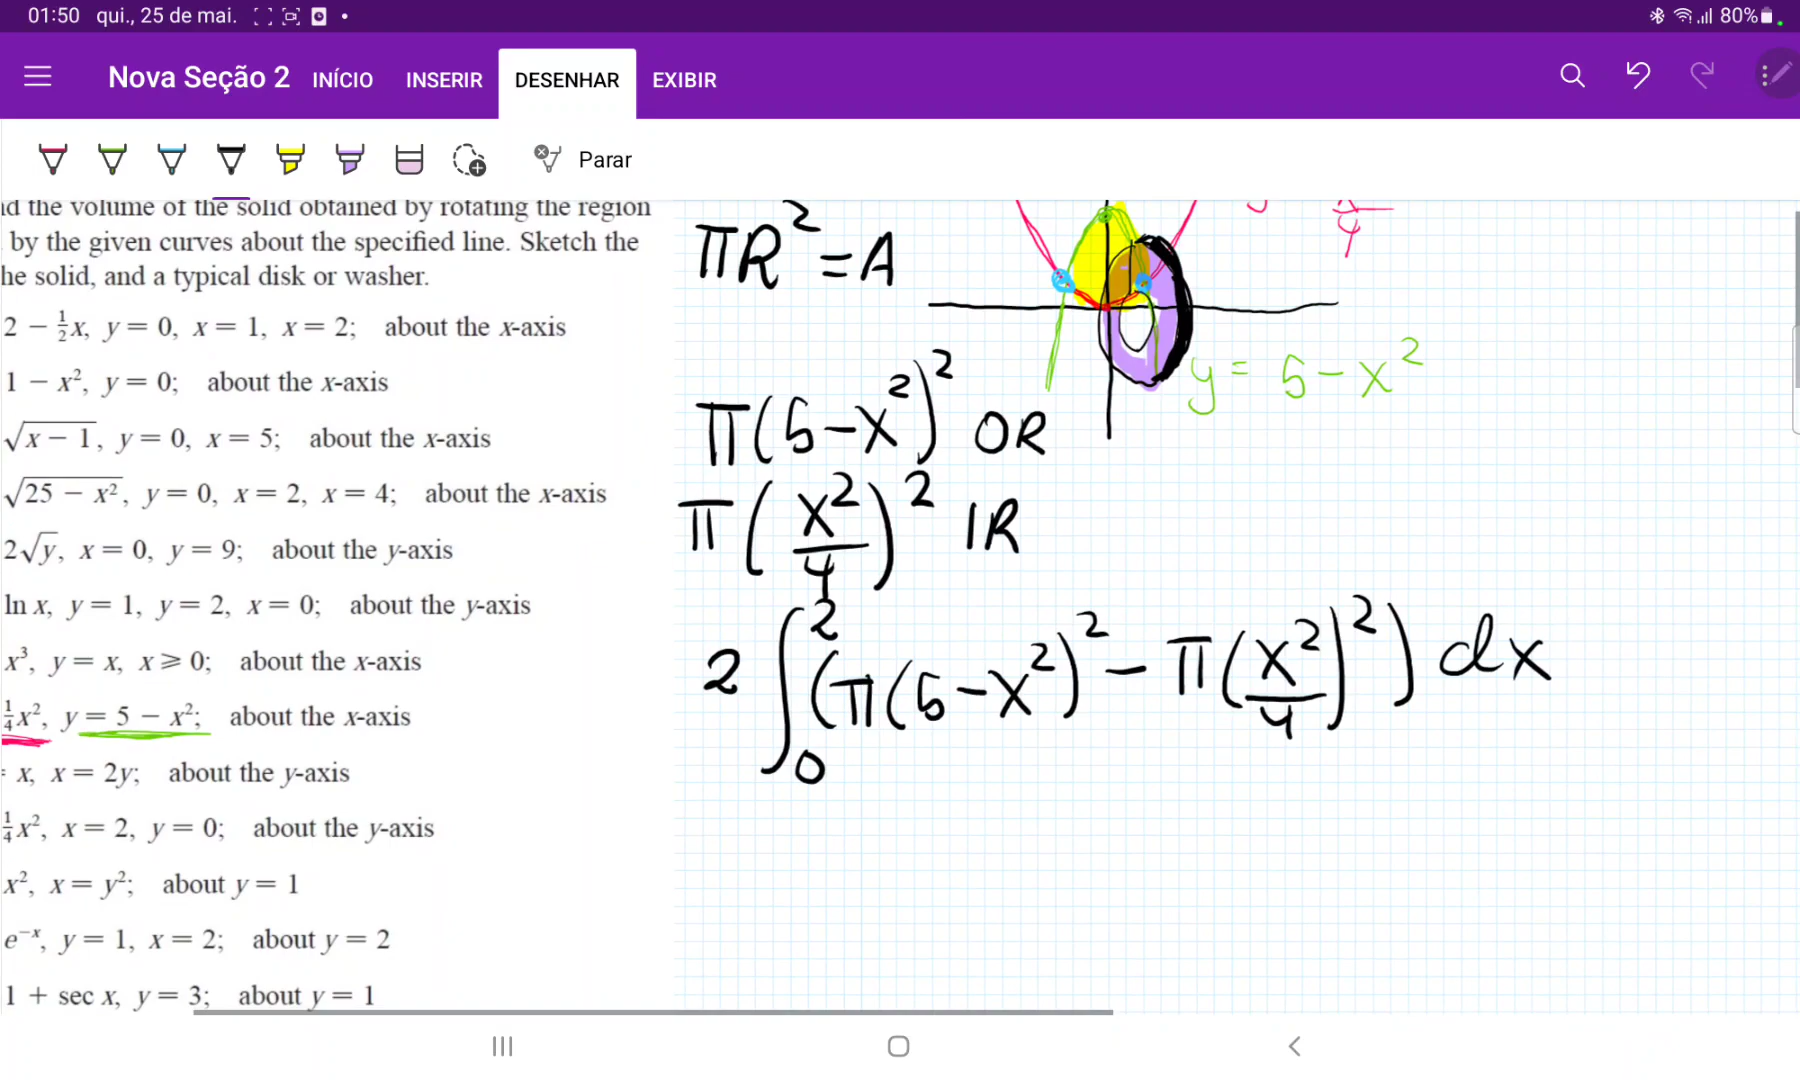 01:50 qui., 25 de mai. 80%
Nova Seção 2 INÍCIO INSERIR DESENHAR EXIBIR
Parar
nd the volume of the solid obtained by rotating the region
by the given curves about the specified line. Sketch the
he solid, and a typical disk or washer.
2 − ½x, y = 0, x = 1, x = 2; about the x-axis
1 − x², y = 0; about the x-axis
√(x − 1), y = 0, x = 5; about the x-axis
√(25 − x²), y = 0, x = 2, x = 4; about the x-axis
2√y, x = 0, y = 9; about the y-axis
ln x, y = 1, y = 2, x = 0; about the y-axis
x³, y = x, x ⩾ 0; about the x-axis
¼x², y = 5 − x²; about the x-axis
= x, x = 2y; about the y-axis
¼x², x = 2, y = 0; about the y-axis
x², x = y²; about y = 1
e⁻ˣ, y = 1, x = 2; about y = 2
1 + sec x, y = 3; about y = 1
πR² = A
4
y = 5 − x²
π(5−x²)² OR
π(x²/4)² IR
2 ∫₀² (π(5−x²)² − π(x²/4)²) dx